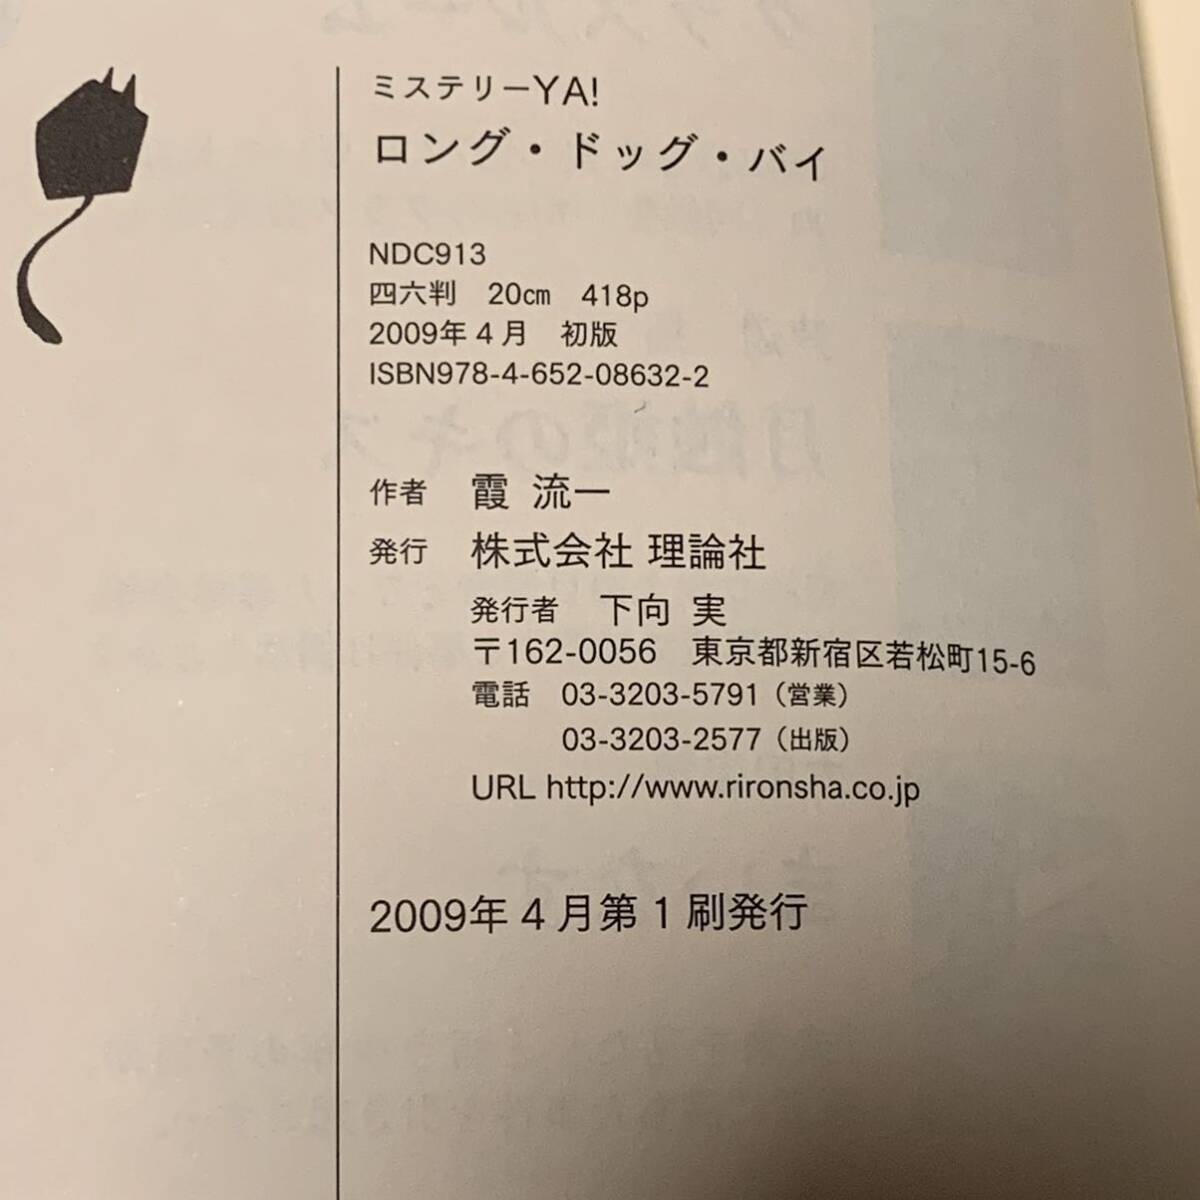 ミステリーYA!
ロング・ドッグ・バイ
NDC913
四六判　20㎝　418p
2009年4月　初版
ISBN978-4-652-08632-2
作者　霞 流一
発行　株式会社 理論社
発行者　下向 実
〒162-0056　東京都新宿区若松町15-6
電話　03-3203-5791（営業）
03-3203-2577（出版）
URL http://www.rironsha.co.jp
2009年4月第1刷発行